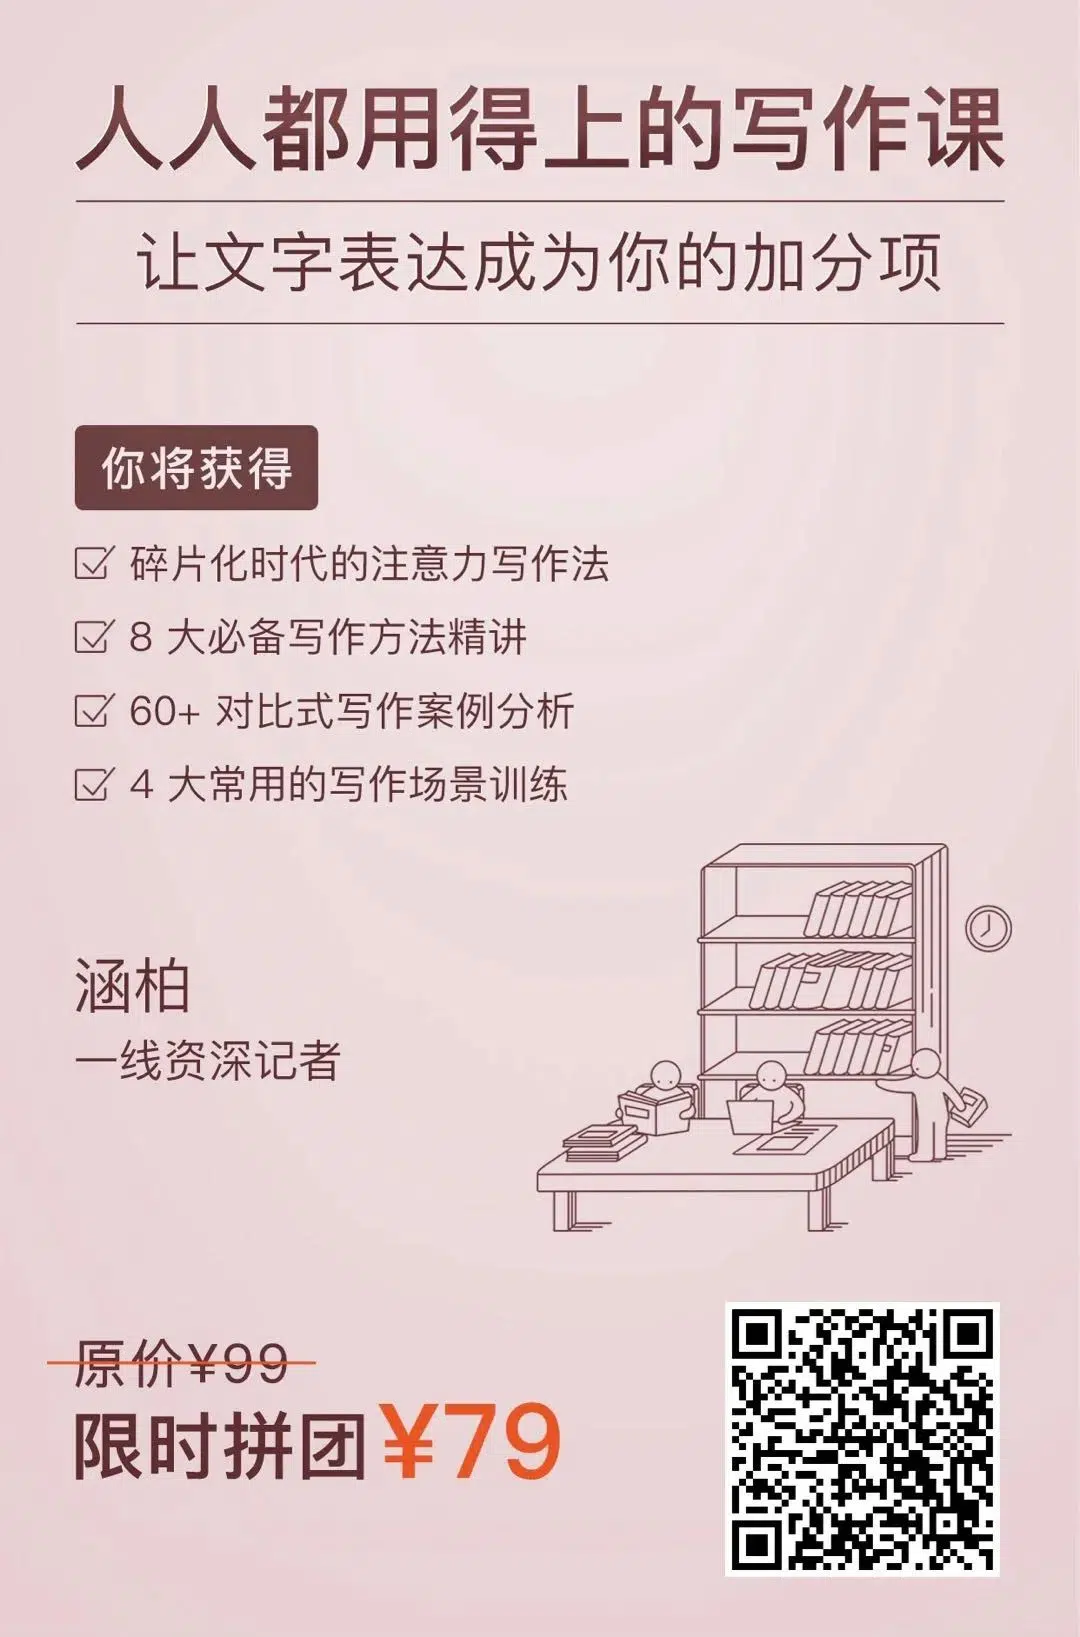 人人都用得上的写作课
让文字表达成为你的加分项
你将获得
碎片化时代的注意力写作法
8 大必备写作方法精讲
60+ 对比式写作案例分析
4 大常用的写作场景训练
涵柏
一线资深记者
原价¥99
限时拼团¥79